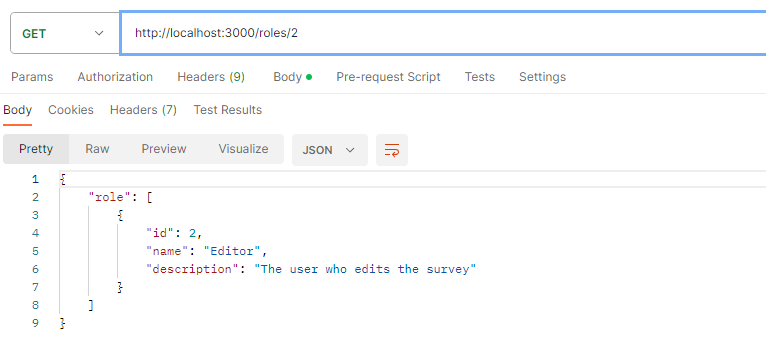 GET http://localhost:3000/roles/2
Params Authorization Headers (9) Body Pre-request Script Tests Settings
Body Cookies Headers (7) Test Results
Pretty Raw Preview Visualize JSON
1 {
2 "role": [
3 {
4 "id": 2,
5 "name": "Editor",
6 "description": "The user who edits the survey"
7 }
8 ]
9 }